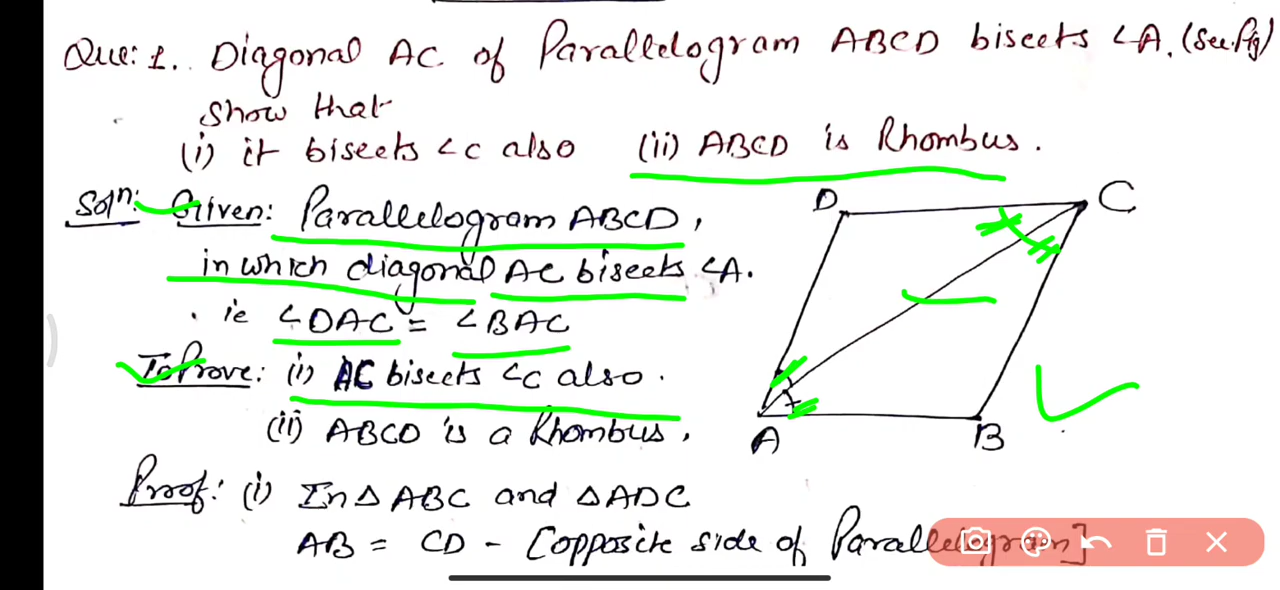 Que: 1. Diagonal AC of Parallelogram ABCD bisects ∠A. (See.Fig)
show that
(i) it bisects ∠C also (ii) ABCD is Rhombus.
Soln: Given: Parallelogram ABCD,
in which diagonal AC bisects ∠A.
ie ∠DAC = ∠BAC
To Prove: (i) AC bisects ∠C also.
(ii) ABCD is a Rhombus.
D C
A B
Proof: (i) In △ ABC and △ADC
AB = CD - [opposite side of Parallelogram]